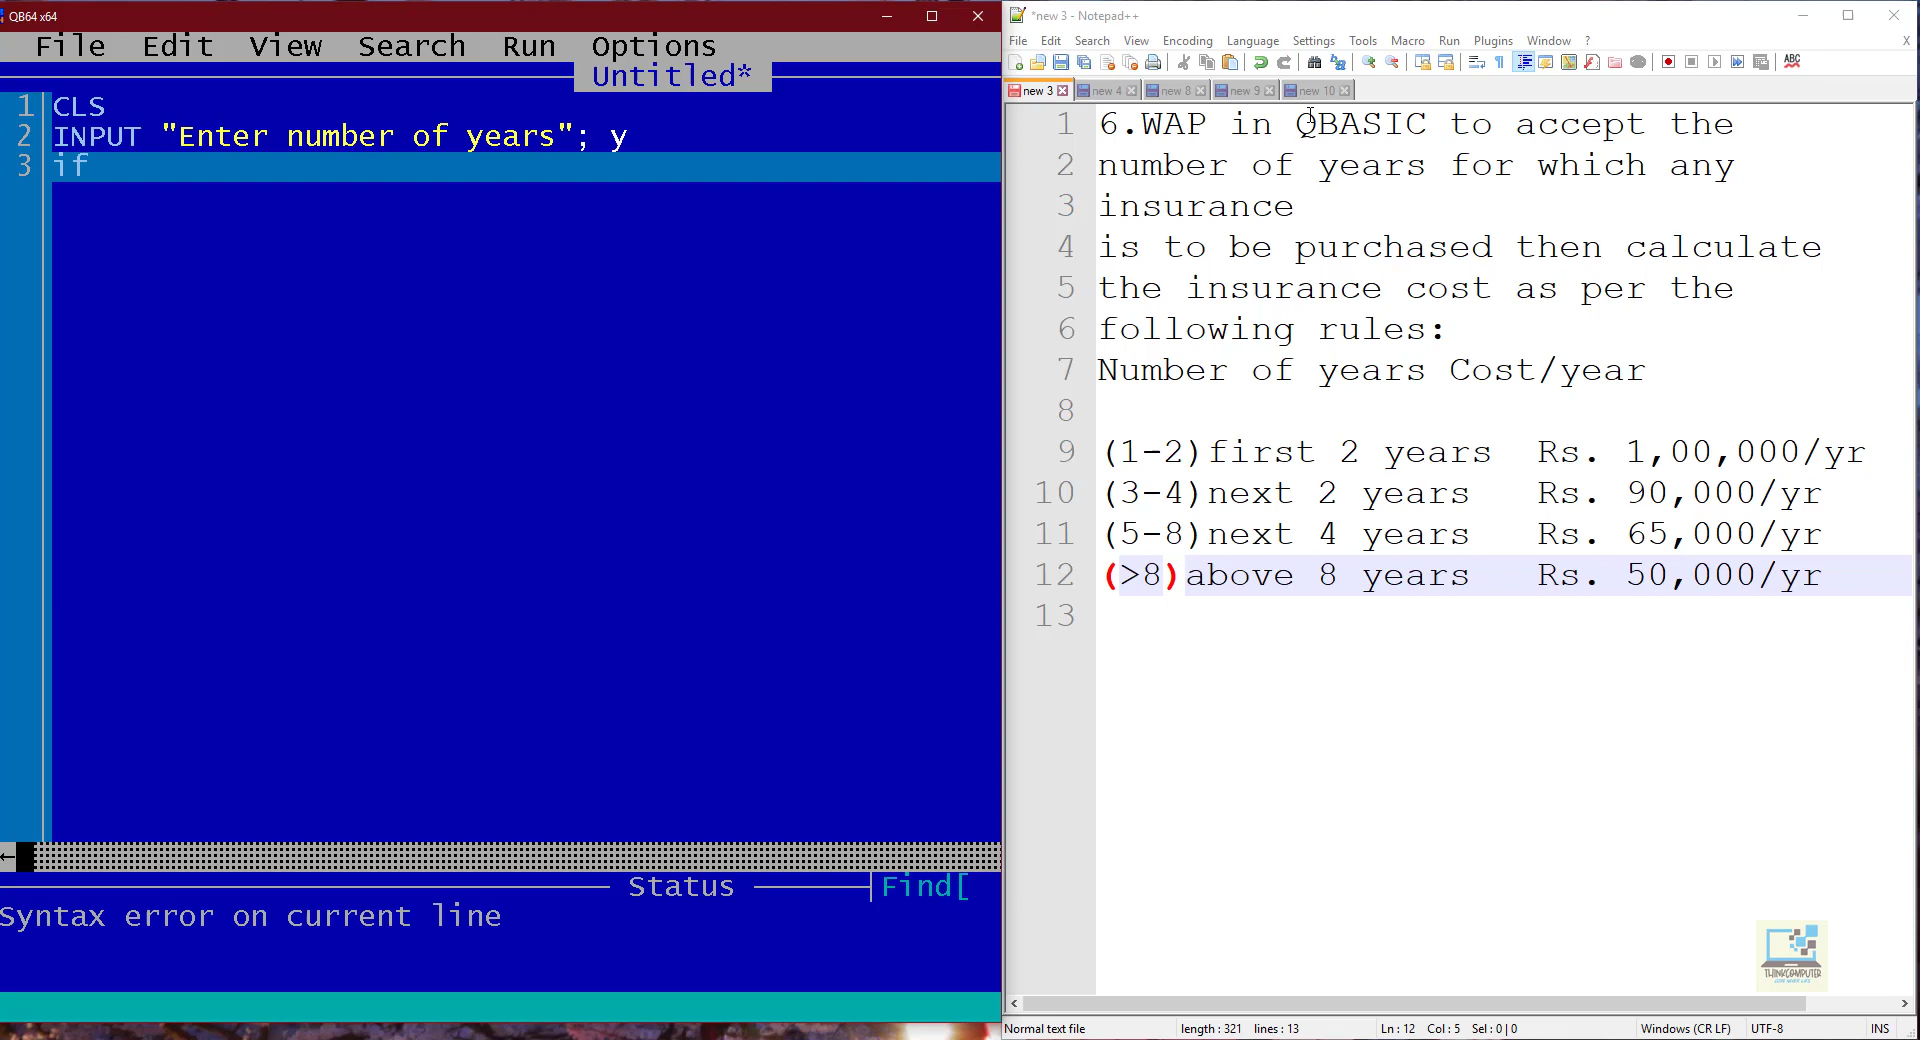 QB64 x64
File Edit View Search Run Options
Untitled*
1 CLS
2 INPUT "Enter number of years"; y
3 if
Status
Find[
Syntax error on current line
*new 3 - Notepad++
File Edit Search View Encoding Language Settings Tools Macro Run Plugins Window ? X
ABC
new 3 new 4 new 8 new 9 new 10
1 6.WAP in QBASIC to accept the
2 number of years for which any
3 insurance
4 is to be purchased then calculate
5 the insurance cost as per the
6 following rules:
7 Number of years Cost/year
8
9 (1-2)first 2 years Rs. 1,00,000/yr
10 (3-4)next 2 years Rs. 90,000/yr
11 (5-8)next 4 years Rs. 65,000/yr
12 (>8)above 8 years Rs. 50,000/yr
13
THINKCOMPUTER
Normal text file length : 321 lines : 13 Ln : 12 Col : 5 Sel : 0 | 0 Windows (CR LF) UTF-8 INS